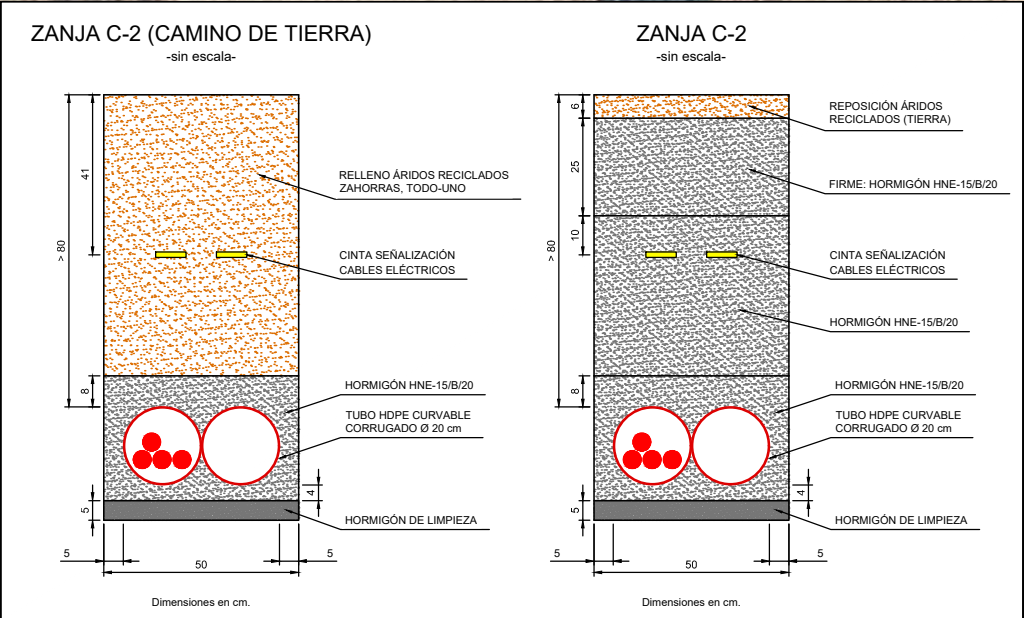 ZANJA C-2 (CAMINO DE TIERRA)
-sin escala-
41
> 80
8
5
4
5
50
5
RELLENO ÁRIDOS RECICLADOS
ZAHORRAS, TODO-UNO
CINTA SEÑALIZACIÓN
CABLES ELÉCTRICOS
HORMIGÓN HNE-15/B/20
TUBO HDPE CURVABLE
CORRUGADO Ø 20 cm
HORMIGÓN DE LIMPIEZA
Dimensiones en cm.
ZANJA C-2
-sin escala-
6
25
10
> 80
8
5
4
5
50
5
REPOSICIÓN ÁRIDOS
RECICLADOS (TIERRA)
FIRME: HORMIGÓN HNE-15/B/20
CINTA SEÑALIZACIÓN
CABLES ELÉCTRICOS
HORMIGÓN HNE-15/B/20
HORMIGÓN HNE-15/B/20
TUBO HDPE CURVABLE
CORRUGADO Ø 20 cm
HORMIGÓN DE LIMPIEZA
Dimensiones en cm.